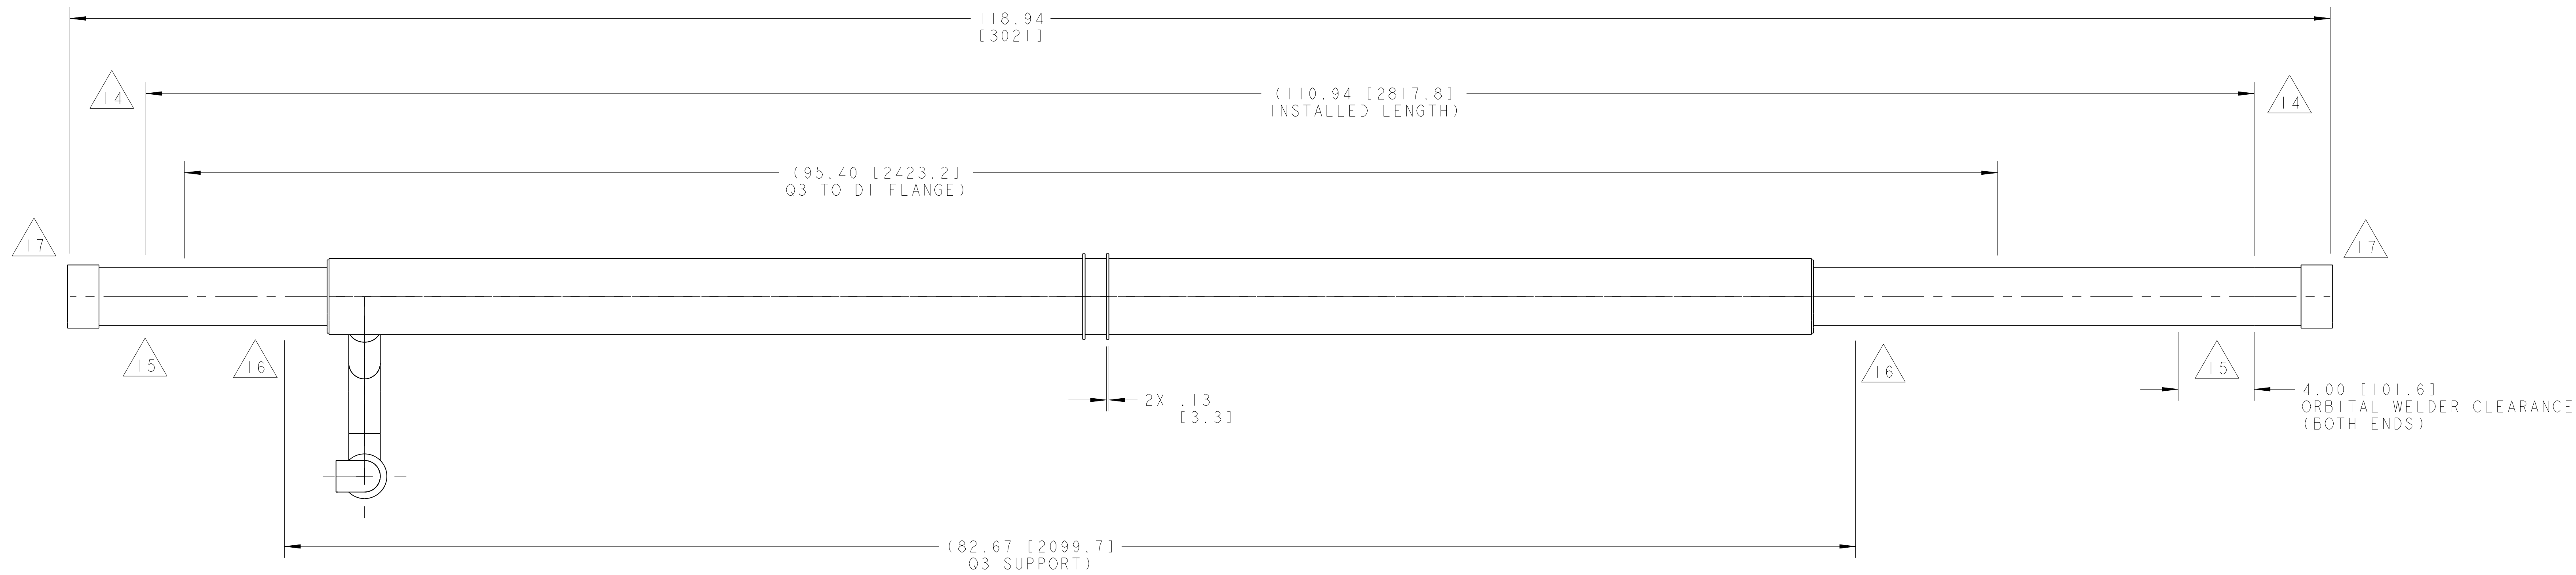 118.94
[3021]
14
(110.94 [2817.8]
INSTALLED LENGTH)
14
(95.40 [2423.2]
Q3 TO D1 FLANGE)
17
17
15
16
2X .13
[3.3]
16
15
4.00 [101.6]
ORBITAL WELDER CLEARANCE
(BOTH ENDS)
(82.67 [2099.7]
Q3 SUPPORT)